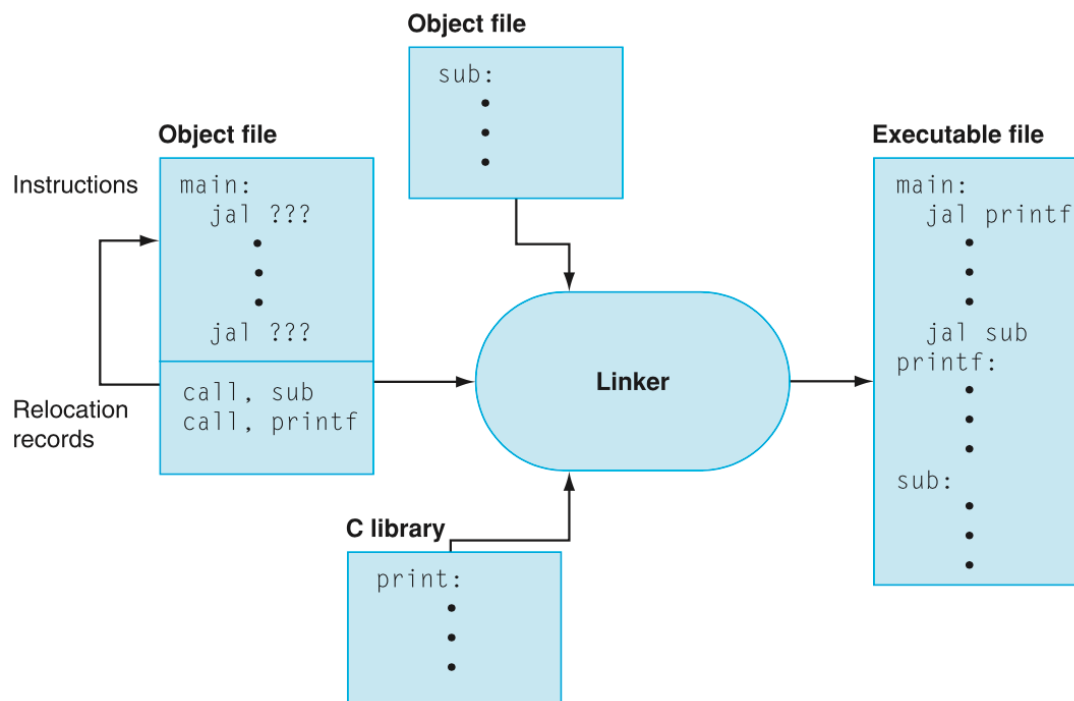 Object file
sub:
Object file
Instructions
main:
jal ???
jal ???
Relocation
records
call, sub
call, printf
Linker
C library
print:
Executable file
main:
jal printf
jal sub
printf:
sub: